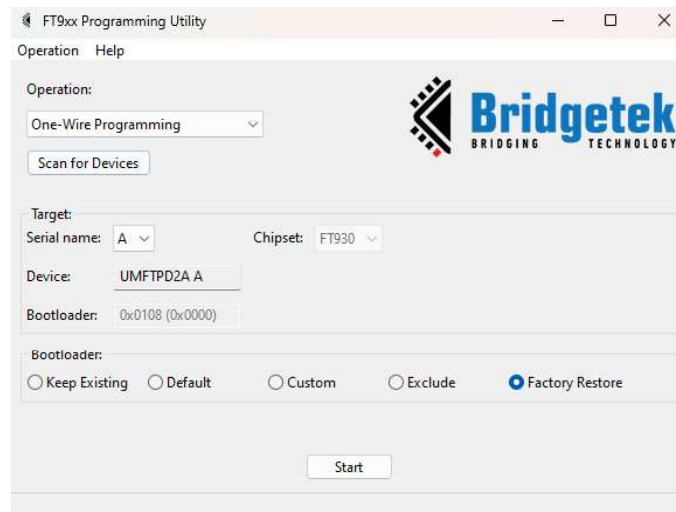 FT9xx Programming Utility
Operation Help
Operation:
One-Wire Programming
Bridgetek
BRIDGING TECHNOLOGY
Scan for Devices
Target:
Serial name: A Chipset: FT930
Device: UMFTPD2A A
Bootloader: 0x0108 (0x0000)
Bootloader:
Keep Existing Default Custom Exclude Factory Restore
Start